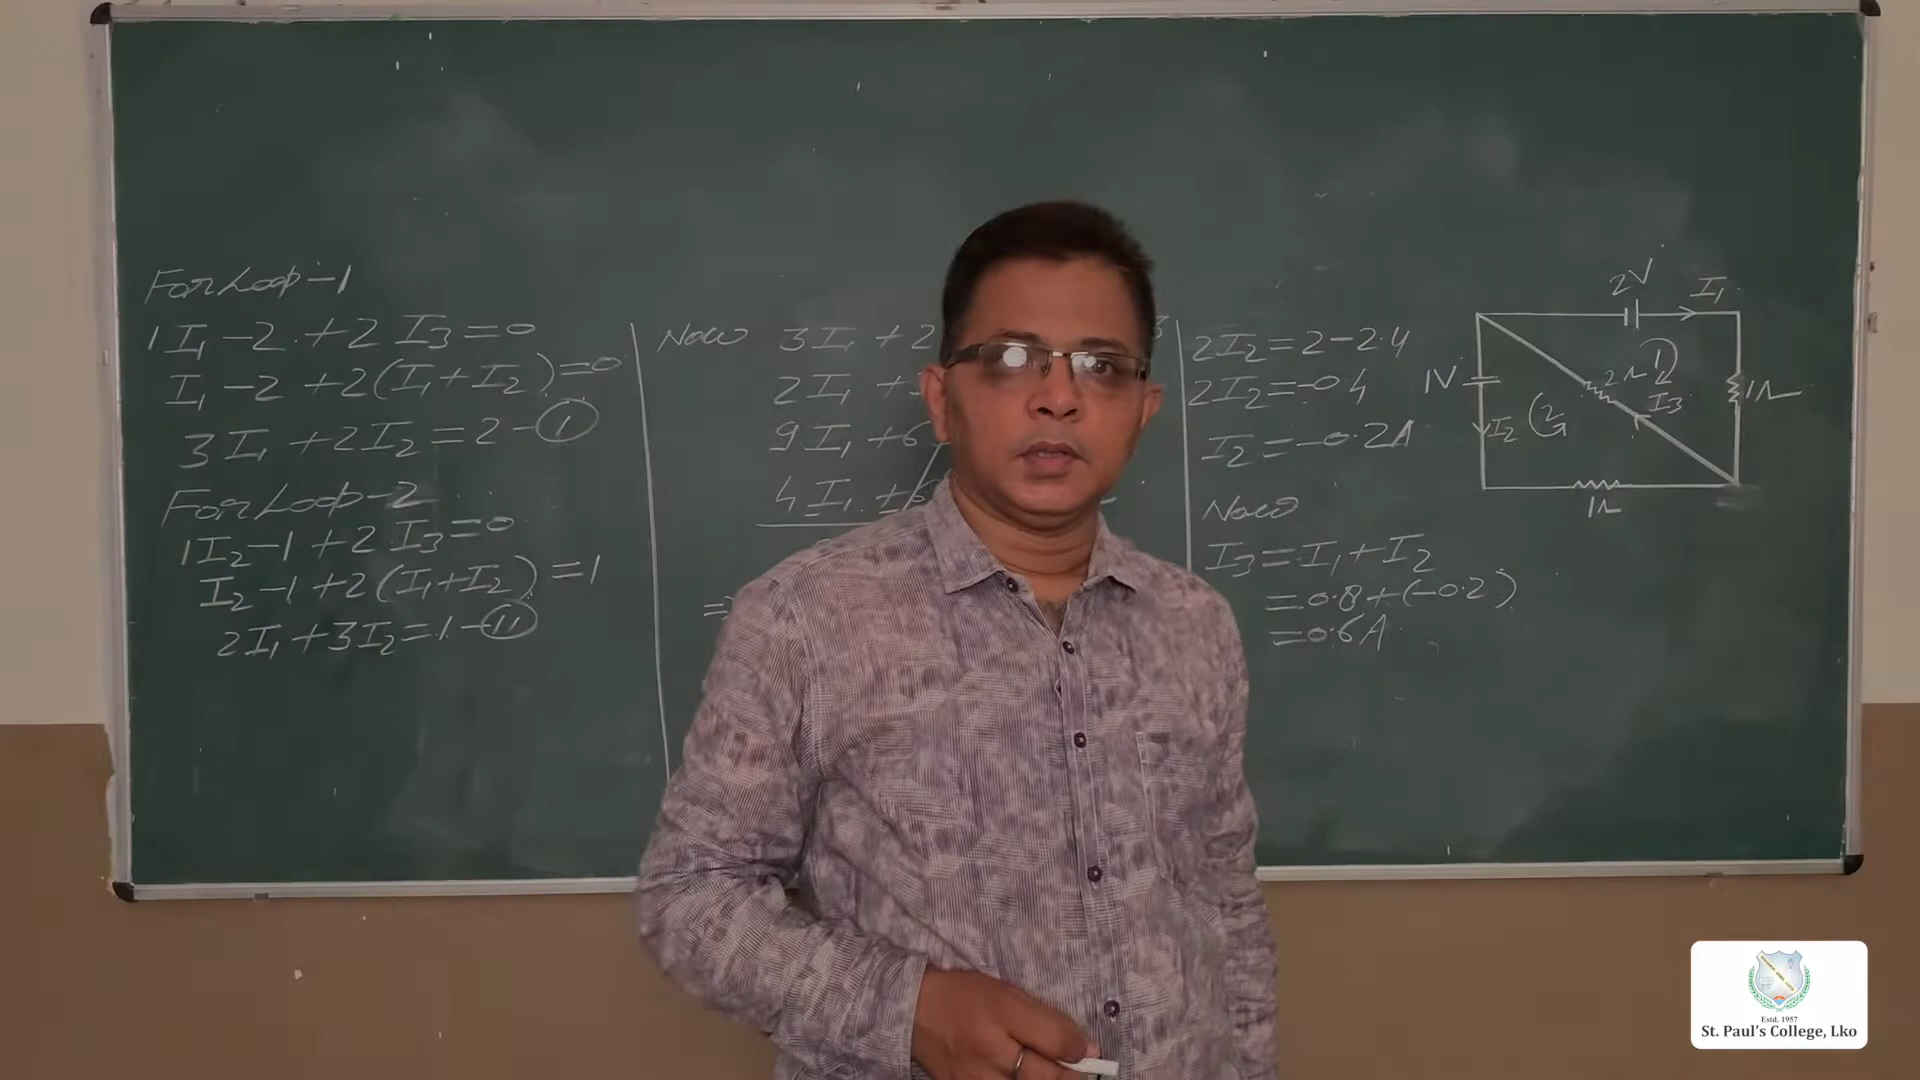 For Loop-1
1I₁-2+2I₃=0
I₁-2+2(I₁+I₂)=0
3I₁+2I₂=2-①
For Loop-2
1I₂-1+2I₃=0
I₂-1+2(I₁+I₂)=1
2I₁+3I₂=1-⑪
Now 3I₁+2
2I₁+
9I₁+6
4I₁
⇒
2I₂=2-2.4
2I₂=-0.4
I₂=-0.2A
Now
I₃=I₁+I₂
=0.8+(-0.2)
=0.6A
2V I₁
1V 2Ω 1 1Ω
I₂ 2 I₃
1Ω
Estd. 1957
St. Paul's College, Lko